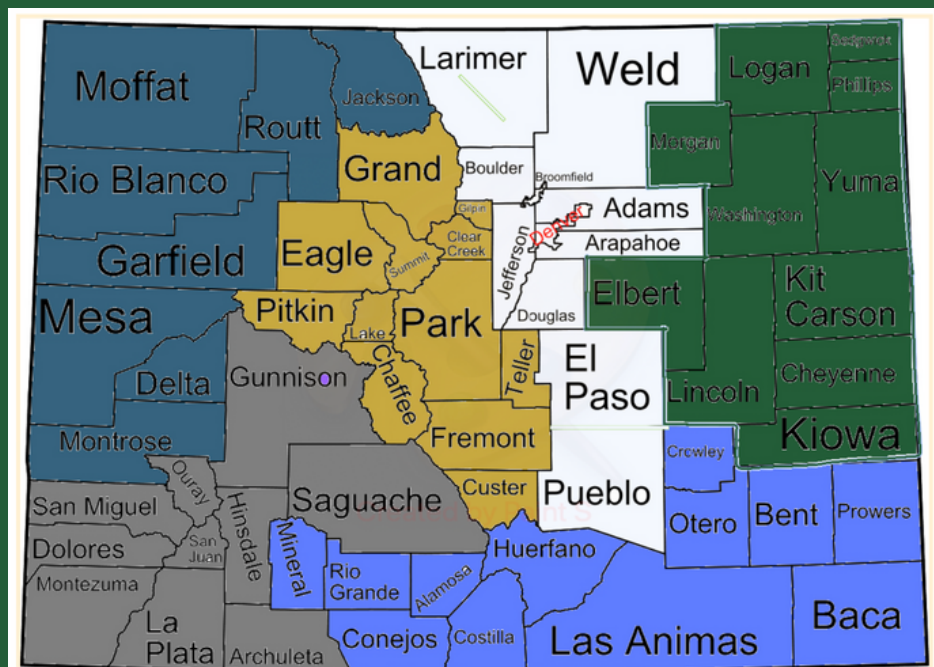 Larimer
Weld
Sedgwick
Logan
Moffat
Phillips
Jackson
Routt
Morgan
Grand
Boulder
Broomfield
Rio Blanco
Yuma
Gilpin
Adams
Washington
Denver
Clear
Creek
Arapahoe
Eagle
Garfield
Summit
Jefferson
Kit
Carson
Elbert
Mesa
Pitkin
Park
Douglas
Lake
El
Paso
Teller
Delta
Gunnison
Chaffee
Cheyenne
Lincoln
Montrose
Fremont
Kiowa
Crowley
Ouray
Custer
Pueblo
San Miguel
Saguache
Hinsdale
Otero
Bent
Prowers
Dolores
San
Juan
Mineral
Huerfano
Montezuma
Rio
Grande
Alamosa
La
Plata
Archuleta
Conejos
Costilla
Las Animas
Baca